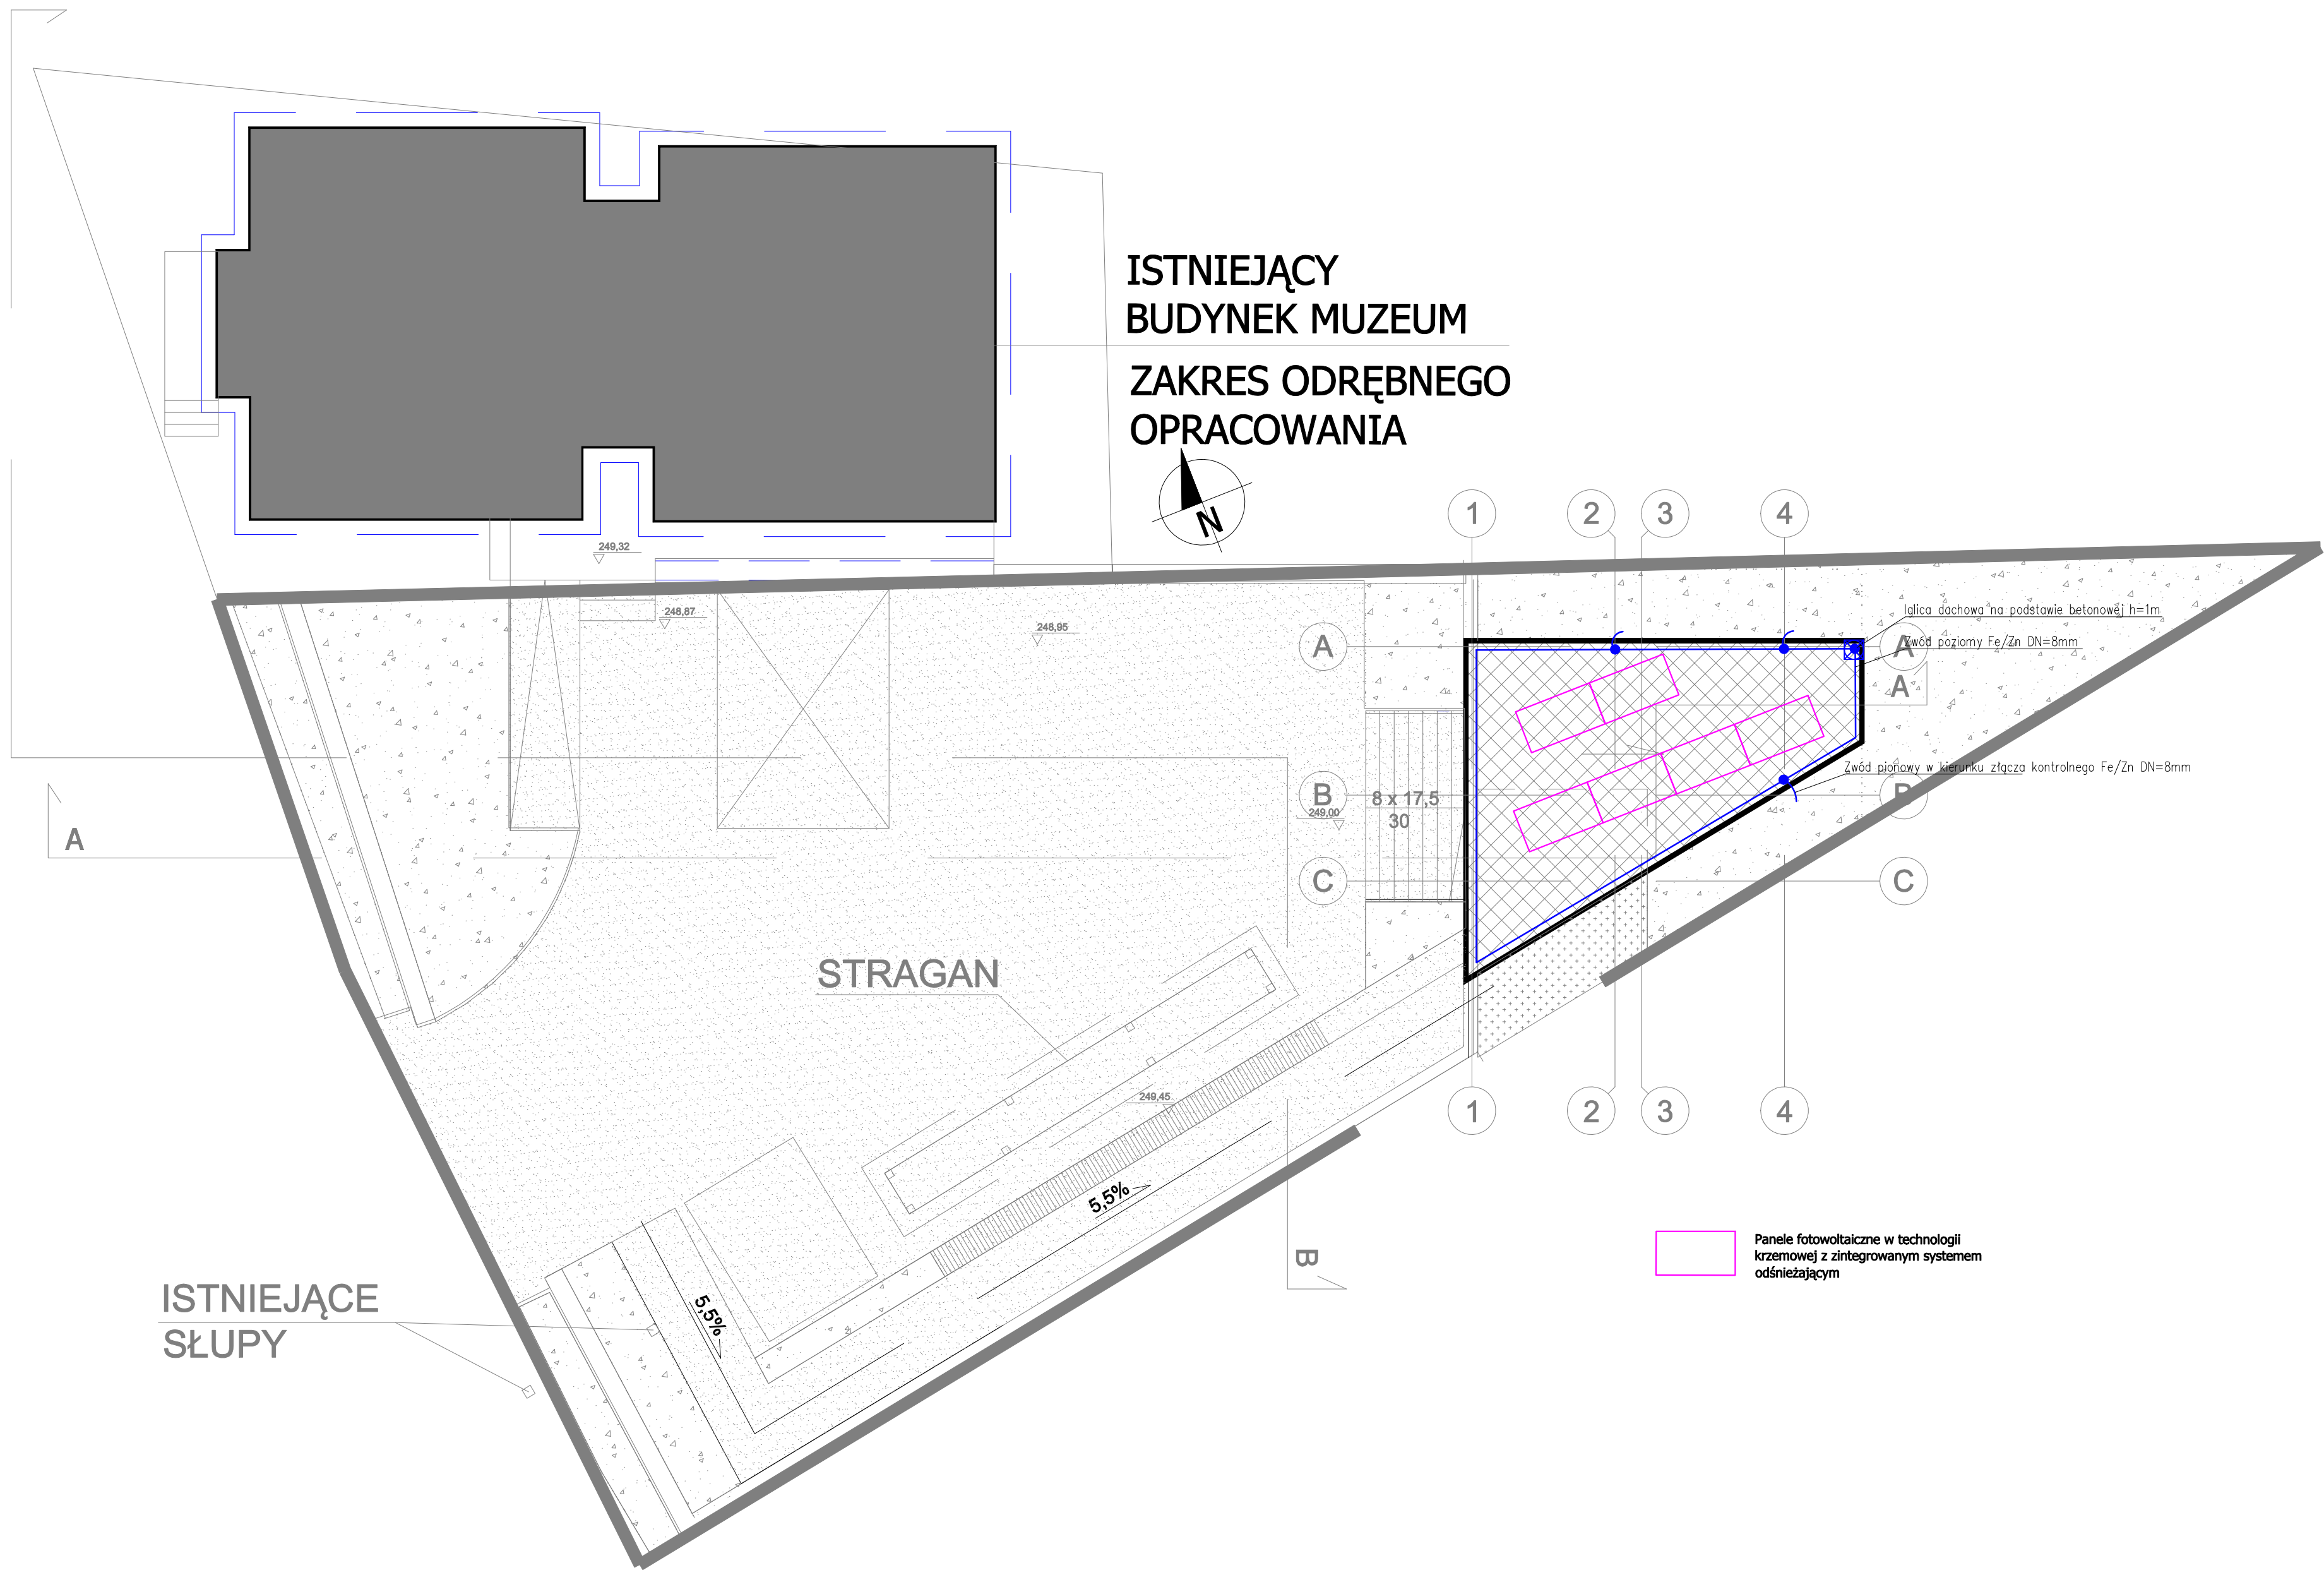 ISTNIEJĄCY
BUDYNEK MUZEUM
ZAKRES ODRĘBNEGO
OPRACOWANIA
N
1
2
3
4
249,32
248,87
248,95
Iglica dachowa na podstawie betonowej h=1m
A
A
Zwód poziomy Fe/Zn DN=8mm
A
Zwód pionowy w kierunku złącza kontrolnego Fe/Zn DN=8mm
B
8 x 17,5
B
249,00
30
A
C
C
STRAGAN
249,45
1
2
3
4
5,5%
B
Panele fotowoltaiczne w technologii
krzemowej z zintegrowanym systemem
odśnieżającym
ISTNIEJĄCE
SŁUPY
5,5%